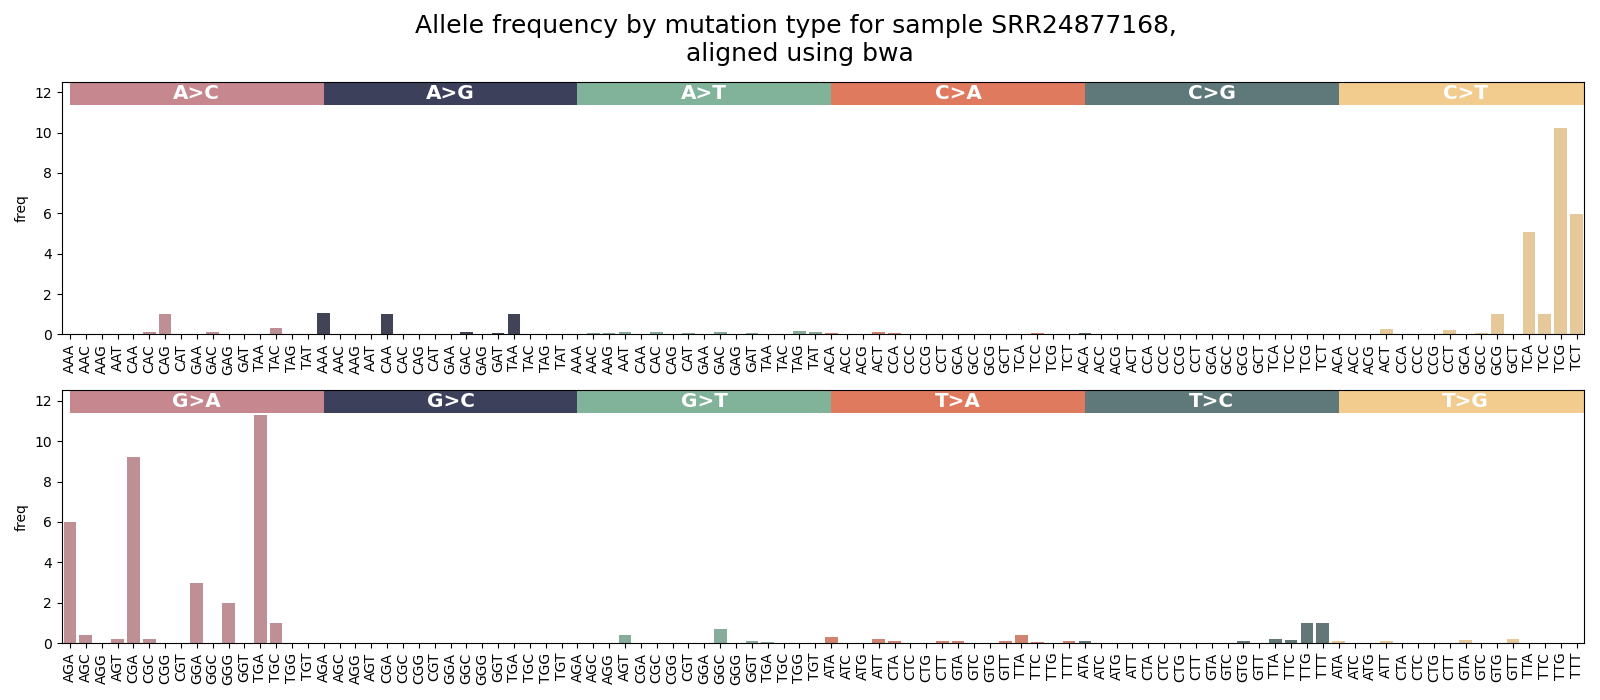 Allele frequency by mutation type for sample SRR24877168,
aligned using bwa
A>C A>G A>T C>A C>G C>T
12
10
8
6
4
2
0
freq
AAA AAC AAG AAT CAA CAC CAG CAT GAA GAC GAG GAT TAA TAC TAG TAT AAA AAC AAG AAT CAA CAC CAG CAT GAA GAC GAG GAT TAA TAC TAG TAT AAA AAC AAG AAT CAA CAC CAG CAT GAA GAC GAG GAT TAA TAC TAG TAT ACA ACC ACG ACT CCA CCC CCG CCT GCA GCC GCG GCT TCA TCC TCG TCT ACA ACC ACG ACT CCA CCC CCG CCT GCA GCC GCG GCT TCA TCC TCG TCT ACA ACC ACG ACT CCA CCC CCG CCT GCA GCC GCG GCT TCA TCC TCG TCT
G>A G>C G>T T>A T>C T>G
12
10
8
6
4
2
0
freq
AGA AGC AGG AGT CGA CGC CGG CGT GGA GGC GGG GGT TGA TGC TGG TGT AGA AGC AGG AGT CGA CGC CGG CGT GGA GGC GGG GGT TGA TGC TGG TGT AGA AGC AGG AGT CGA CGC CGG CGT GGA GGC GGG GGT TGA TGC TGG TGT ATA ATC ATG ATT CTA CTC CTG CTT GTA GTC GTG GTT TTA TTC TTG TTT ATA ATC ATG ATT CTA CTC CTG CTT GTA GTC GTG GTT TTA TTC TTG TTT ATA ATC ATG ATT CTA CTC CTG CTT GTA GTC GTG GTT TTA TTC TTG TTT